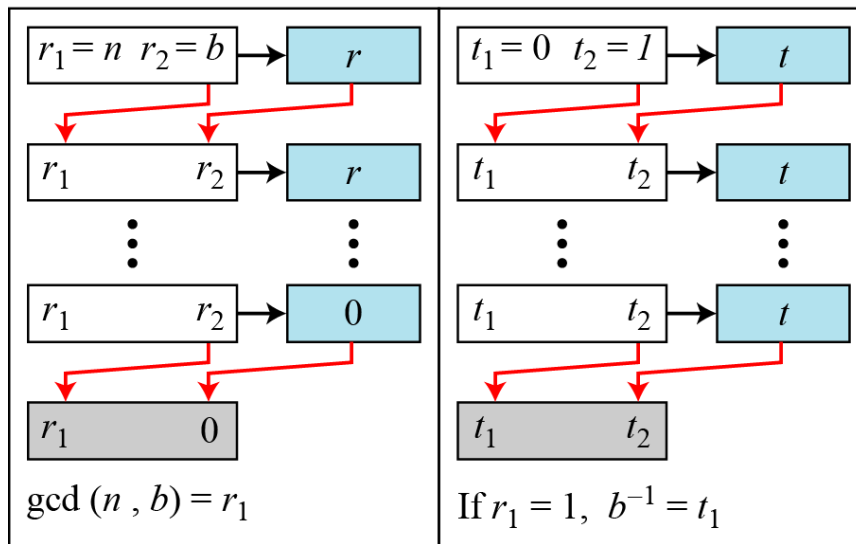 r₁ = n r₂ = b r
r₁ r₂ r
r₁ r₂ 0
r₁ 0
gcd (n , b) = r₁
t₁ = 0 t₂ = 1 t
t₁ t₂ t
t₁ t₂ t
t₁ t₂
If r₁ = 1, b⁻¹ = t₁